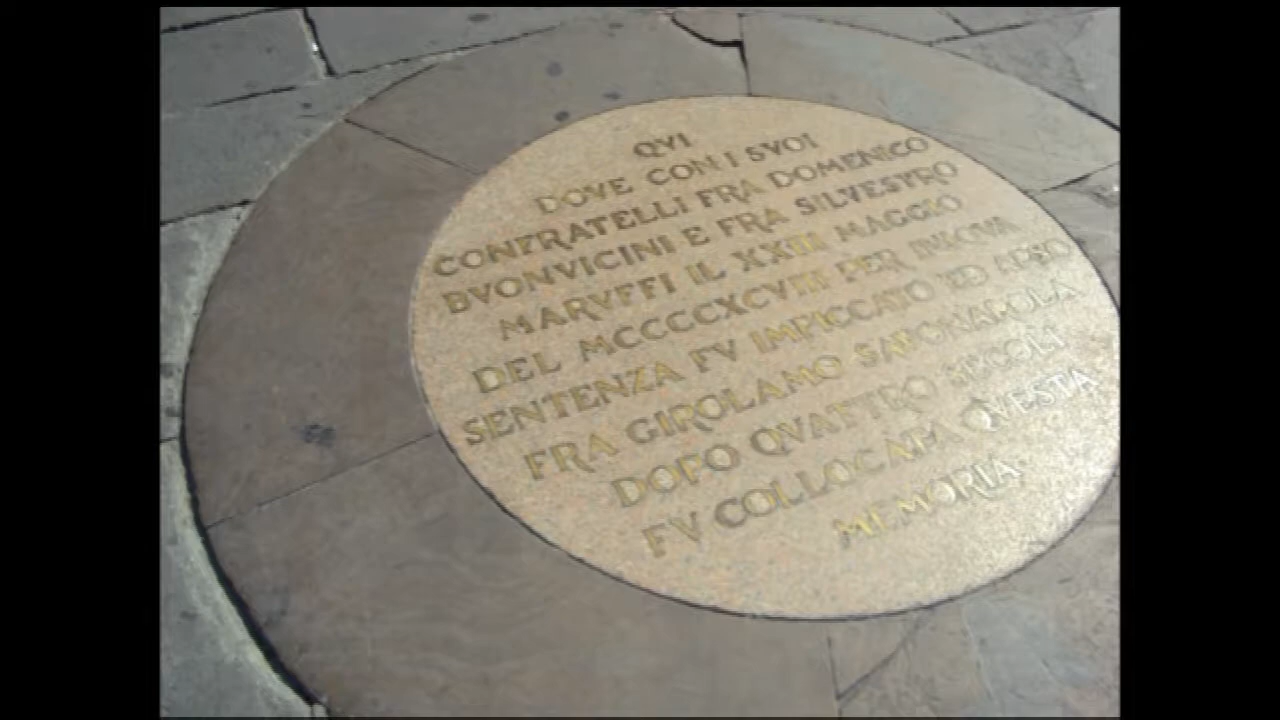 QVI
DOVE CON I SVOI
CONFRATELLI FRA DOMENICO
BVONVICINI E FRA SILVESTRO
MARVFFI IL XXIII MAGGIO
DEL MCCCCXCVIII PER INIQVA
SENTENZA FV IMPICCATO ED ARSO
FRA GIROLAMO SAVONAROLA
DOPO QVATTRO SECOLI
FV COLLOCATA QVESTA
MEMORIA